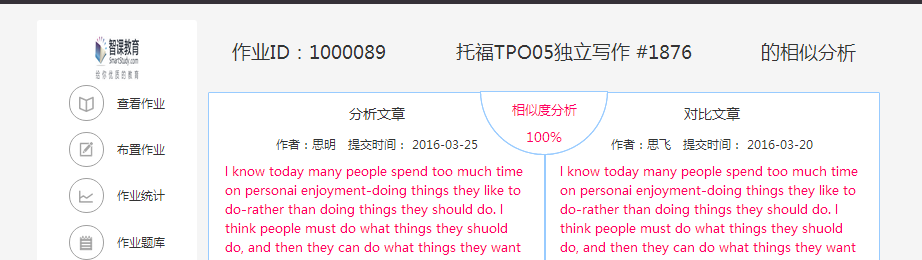 智课教育
SmartStudy.com
给你优质的教育
查看作业
布置作业
作业统计
作业题库
作业ID：1000089 托福TPO05独立写作 #1876 的相似分析
相似度分析
100%
分析文章
作者：思明 提交时间： 2016-03-25
I know today many people spend too much time
on personai enjoyment-doing things they like to
do-rather than doing things they should do. I
think people must do what things they shuold
do, and then they can do what things they want
对比文章
作者：思飞 提交时间： 2016-03-20
I know today many people spend too much time
on personai enjoyment-doing things they like to
do-rather than doing things they should do. I
think people must do what things they shuold
do, and then they can do what things they want